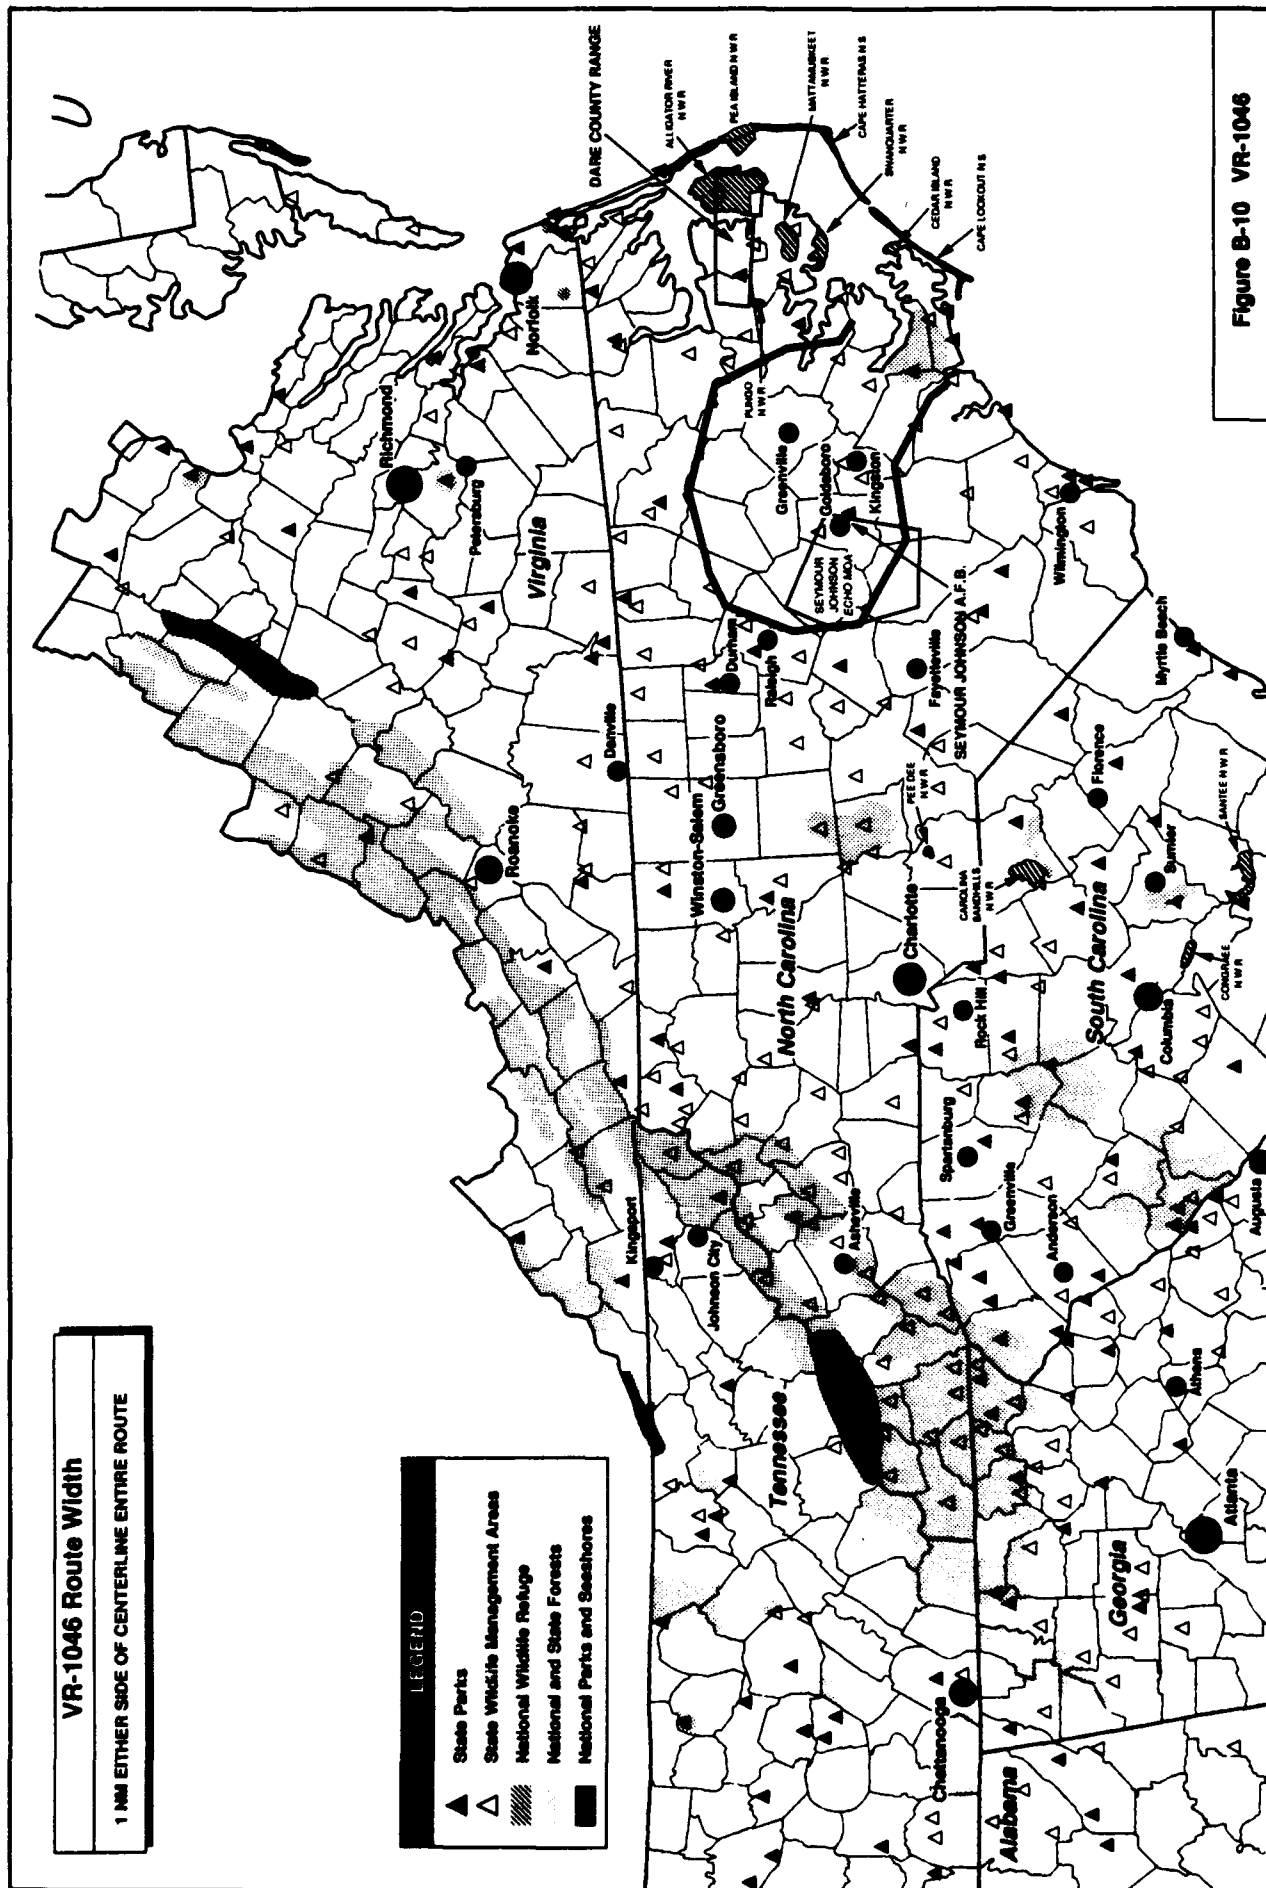 VR-1046 Route Width
1 NM EITHER SIDE OF CENTERLINE ENTIRE ROUTE
LEGEND
State Parks
State Wildlife Management Areas
National Wildlife Refuge
National and State Forests
National Parks and Seashores
Richmond
Petersburg
Norfolk
Virginia
Roanoke
Danville
DARE COUNTY RANGE
ALLIGATOR RIVER
N W R
PEA ISLAND N W R
MATTAMUSKEET
N W R
CAPE HATTERAS N S
SWANQUARTER
N W R
CEDAR ISLAND
N W R
CAPE LOOKOUT N S
PUNGO
N W R
Greenville
Goldsboro
Kingston
SEYMOUR
JOHNSON
ECHO MOA
SEYMOUR JOHNSON A.F.B.
Durham
Raleigh
Fayetteville
Wilmington
Myrtle Beach
Winston-Salem
Greensboro
North Carolina
Charlotte
PEE DEE
N W R
CAROLINA
SANDHILLS
N W R
Florence
Sumter
SANTEE N W R
South Carolina
Columbia
CONGAREE
N W R
Rock Hill
Spartanburg
Greenville
Anderson
Augusta
Kingsport
Johnson City
Asheville
Tennessee
Chattanooga
Athens
Atlanta
Georgia
Alabama
Figure B-10 VR-1046